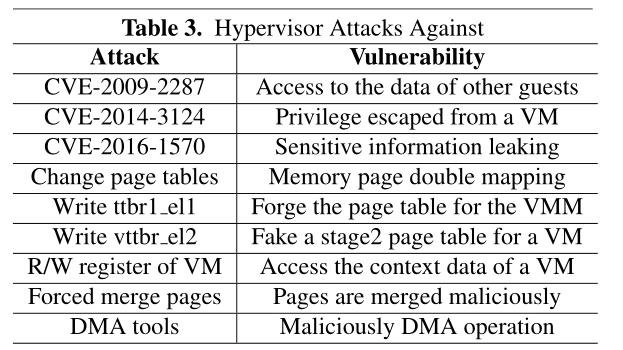 Table 3. Hypervisor Attacks Against
Attack Vulnerability
CVE-2009-2287 Access to the data of other guests
CVE-2014-3124 Privilege escaped from a VM
CVE-2016-1570 Sensitive information leaking
Change page tables Memory page double mapping
Write ttbr1_el1 Forge the page table for the VMM
Write vttbr_el2 Fake a stage2 page table for a VM
R/W register of VM Access the context data of a VM
Forced merge pages Pages are merged maliciously
DMA tools Maliciously DMA operation